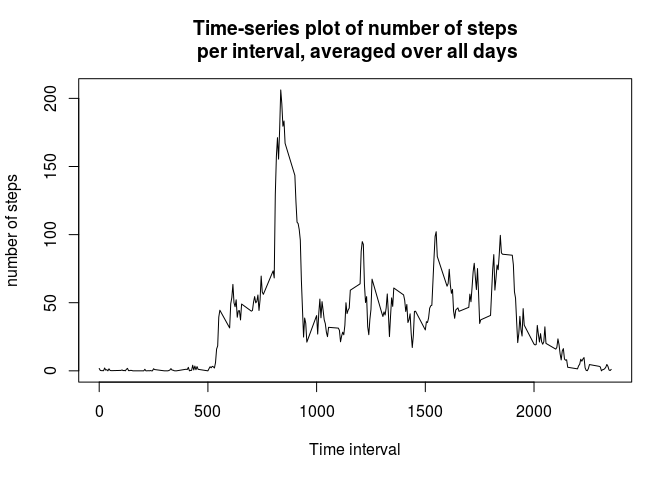 Time-series plot of number of steps
per interval, averaged over all days
number of steps
200
150
100
50
0
0 500 1000 1500 2000
Time interval